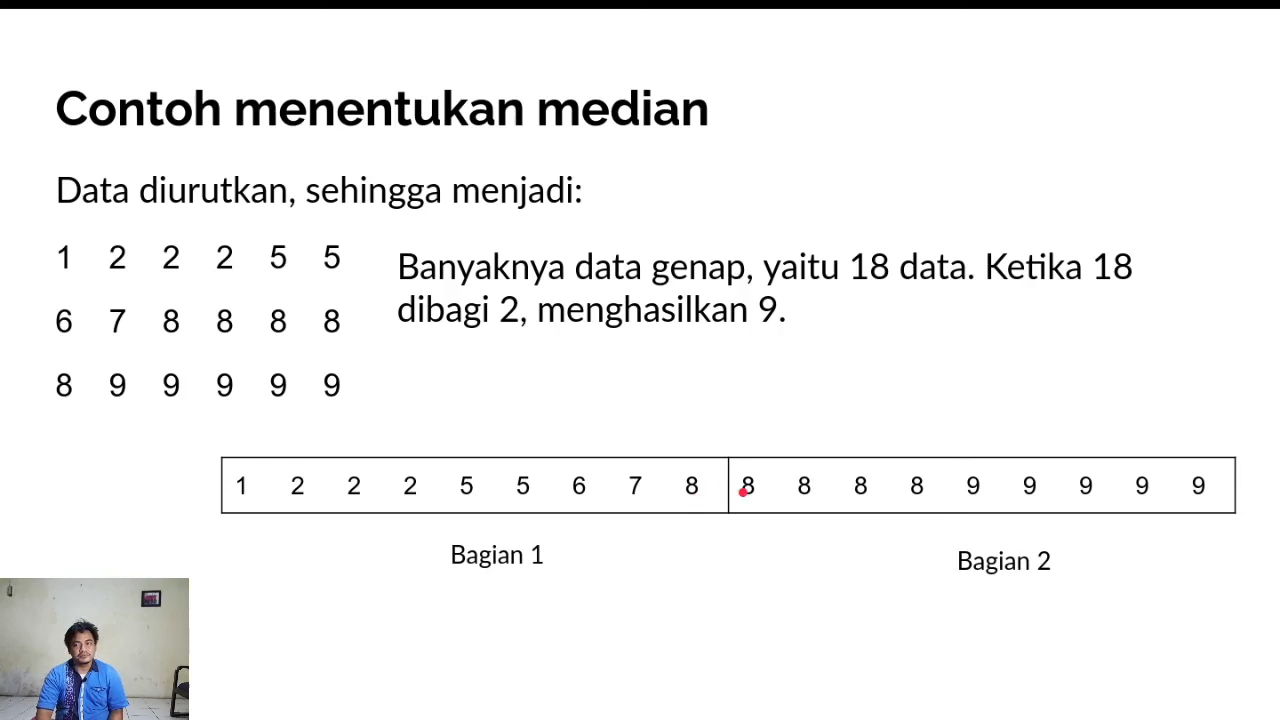 Contoh menentukan median
Data diurutkan, sehingga menjadi:
1 2 2 2 5 5
6 7 8 8 8 8
8 9 9 9 9 9
Banyaknya data genap, yaitu 18 data. Ketika 18
dibagi 2, menghasilkan 9.
1 2 2 2 5 5 6 7 8 8 8 8 8 9 9 9 9 9
Bagian 1
Bagian 2